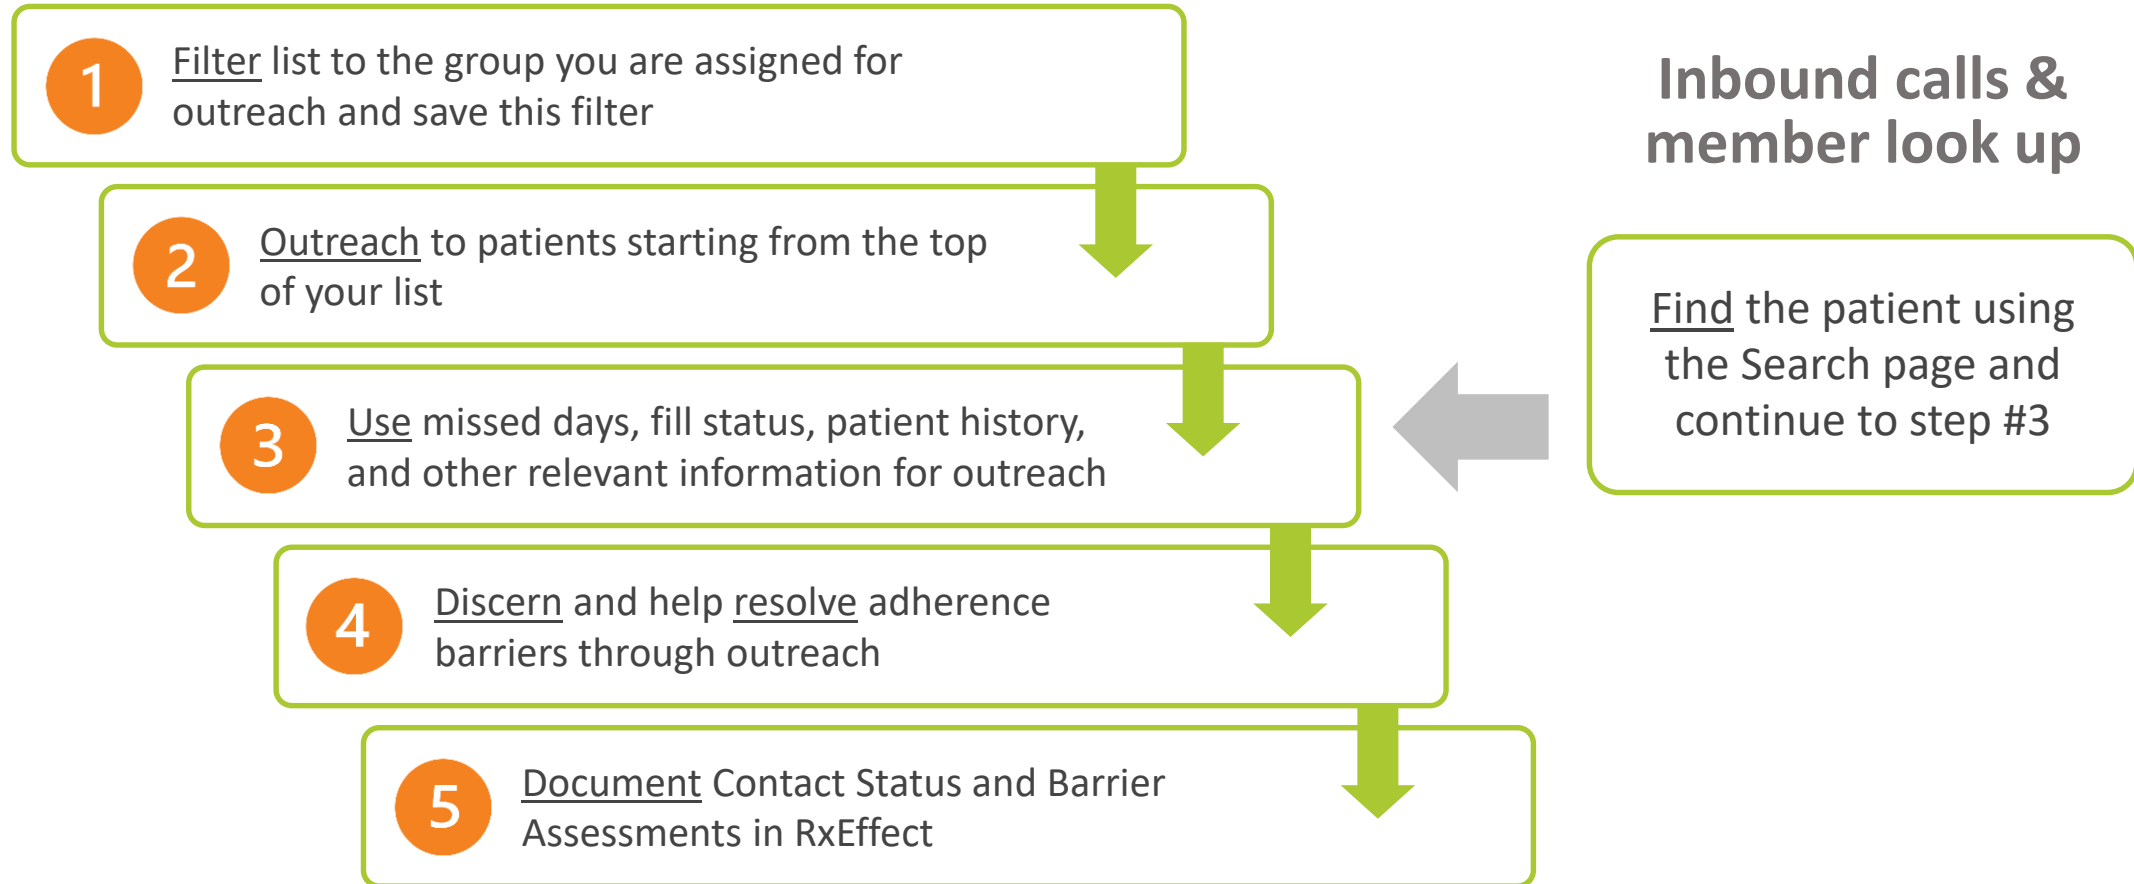 1
Filter list to the group you are assigned for
outreach and save this filter
2
Outreach to patients starting from the top
of your list
3
Use missed days, fill status, patient history,
and other relevant information for outreach
4
Discern and help resolve adherence
barriers through outreach
5
Document Contact Status and Barrier
Assessments in RxEffect
Inbound calls &
member look up
Find the patient using
the Search page and
continue to step #3